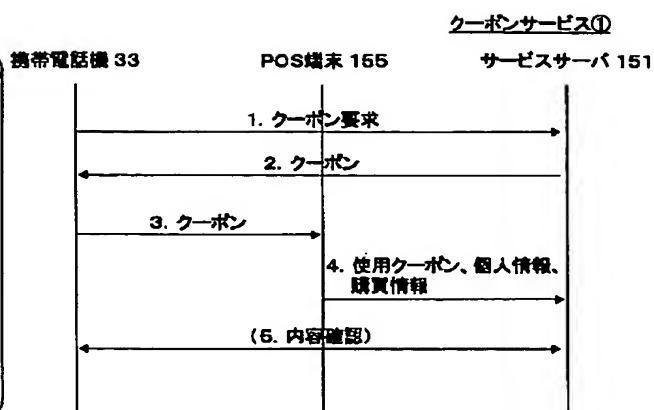 クーポンサービス①
携帯電話機 33
POS端末 155
サービスサーバ 151
1. クーポン要求
2. クーポン
3. クーポン
4. 使用クーポン、個人情報、
購買情報
(5. 内容確認)